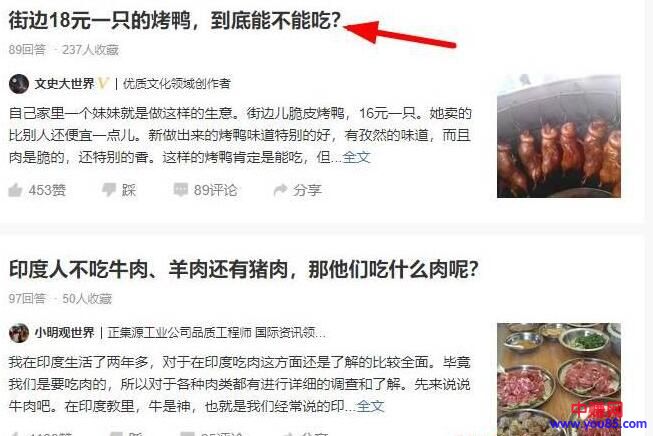 街边18元一只的烤鸭，到底能不能吃？
89回答 · 237人收藏
文史大世界 V | 优质文化领域创作者
自己家里一个妹妹就是做这样的生意。街边儿脆皮烤鸭，16元一只。她卖的
比别人还便宜一点儿。新做出来的烤鸭味道特别的好，有孜然的味道，而且
肉是脆的，还特别的香。这样的烤鸭肯定是能吃，但...全文
453赞 踩 89评论 分享
印度人不吃牛肉、羊肉还有猪肉，那他们吃什么肉呢？
97回答 · 50人收藏
小明观世界 | 正集源工业公司品质工程师 国际资讯领...
我在印度生活了两年多，对于在印度吃肉这方面还是了解的比较全面。毕竟
我们是要吃肉的，所以对于各种肉类都有进行详细的调查和了解。先来说说
牛肉吧。在印度教里，牛是神，也就是我们经常说的印...全文
中赚网
www.you85.com